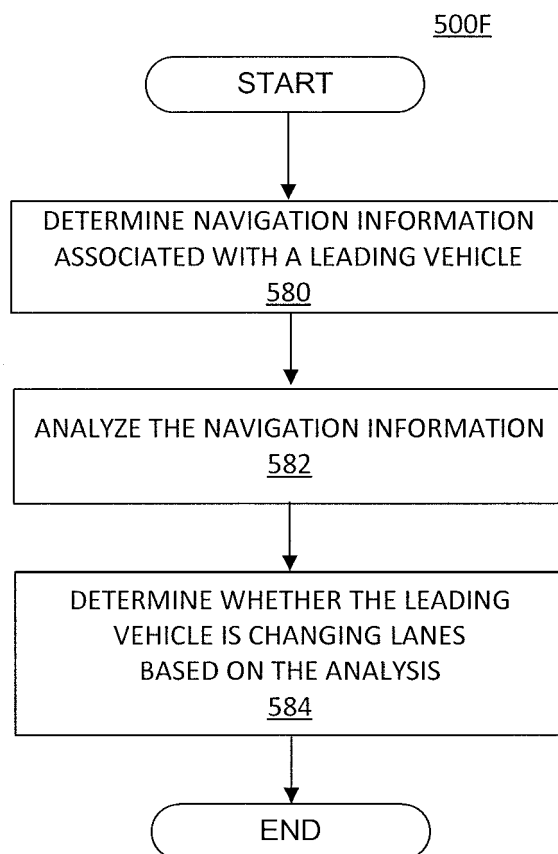 500F
START
DETERMINE NAVIGATION INFORMATION
ASSOCIATED WITH A LEADING VEHICLE
580
ANALYZE THE NAVIGATION INFORMATION
582
DETERMINE WHETHER THE LEADING
VEHICLE IS CHANGING LANES
BASED ON THE ANALYSIS
584
END